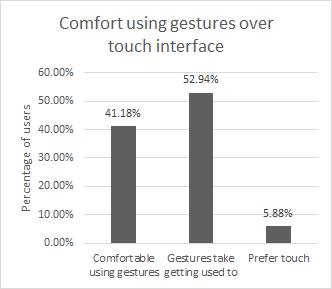 Comfort using gestures over
touch interface
Percentage of users
60.00%
50.00%
40.00%
30.00%
20.00%
10.00%
0.00%
41.18%
52.94%
5.88%
Comfortable
using gestures
Gestures take
getting used to
Prefer touch